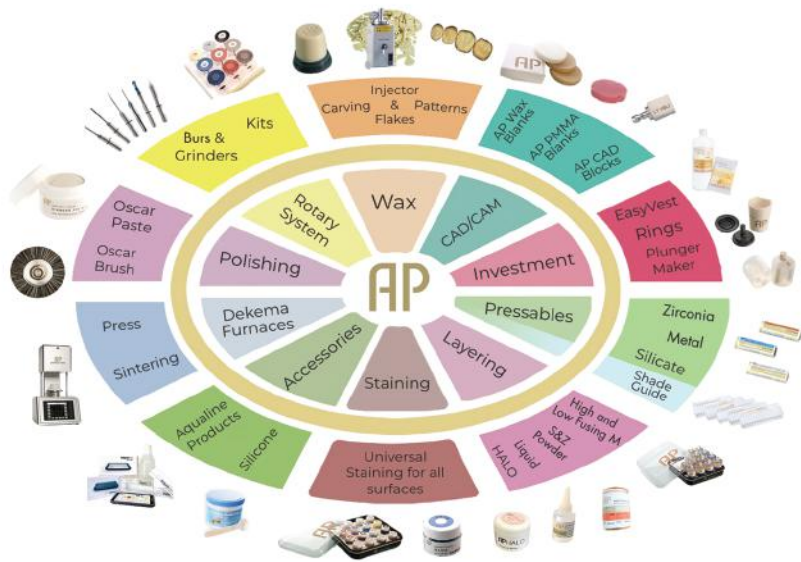 Injector
Carving & Patterns
Flakes
AP Wax
Blanks
AP PMMA
Blanks
AP CAD
Blocks
EasyVest
Rings
Plunger
Maker
Zirconia
Metal
Silicate
Shade
Guide
High and
Low Fusing M
S&Z
Powder
Liquid
HALO
Universal
Staining for all
surfaces
Aqualine
Products
Silicone
Press
Sintering
Oscar
Paste
Oscar
Brush
Burs &
Grinders
Kits
Wax
CAD/CAM
Investment
Pressables
Layering
Staining
Accessories
Dekema
Furnaces
Polishing
Rotary
System
AP
AP
AP
HALO